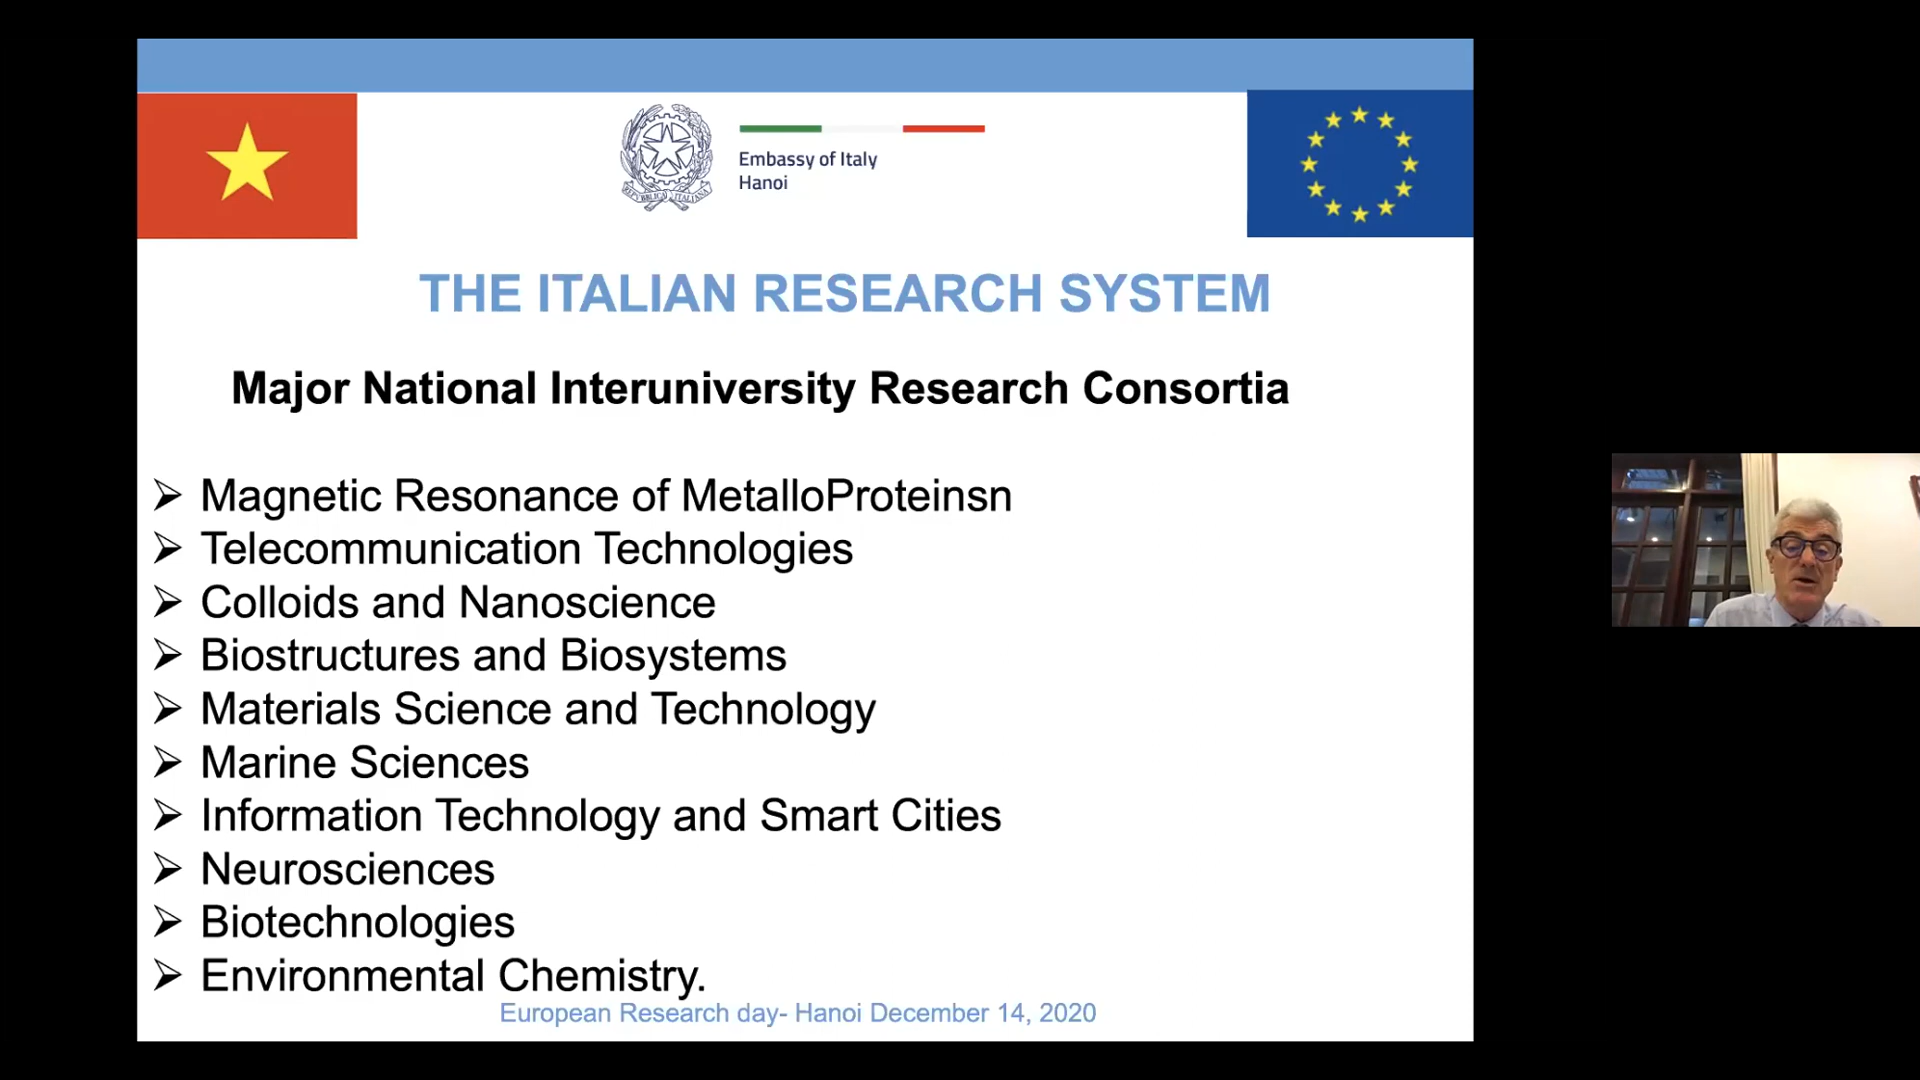 REPVBBLICA ITALIANA
Embassy of Italy
Hanoi
THE ITALIAN RESEARCH SYSTEM
Major National Interuniversity Research Consortia
Magnetic Resonance of MetalloProteinsn
Telecommunication Technologies
Colloids and Nanoscience
Biostructures and Biosystems
Materials Science and Technology
Marine Sciences
Information Technology and Smart Cities
Neurosciences
Biotechnologies
Environmental Chemistry.
European Research day- Hanoi December 14, 2020